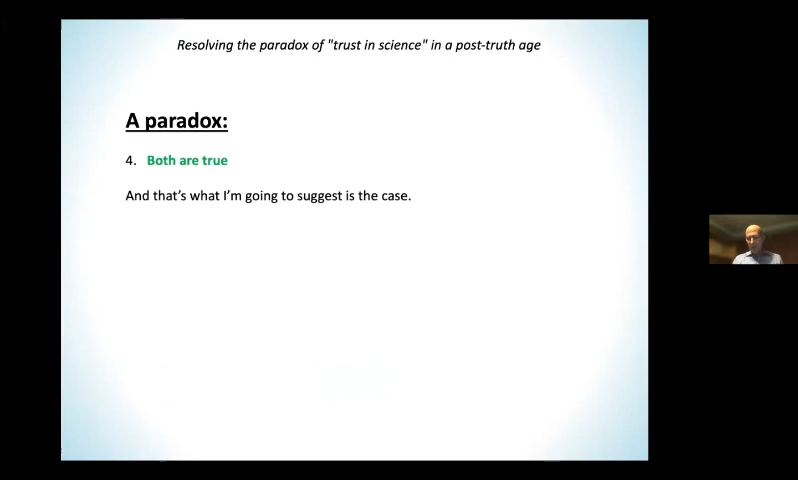 Resolving the paradox of "trust in science" in a post-truth age
A paradox:
4. Both are true
And that's what I'm going to suggest is the case.